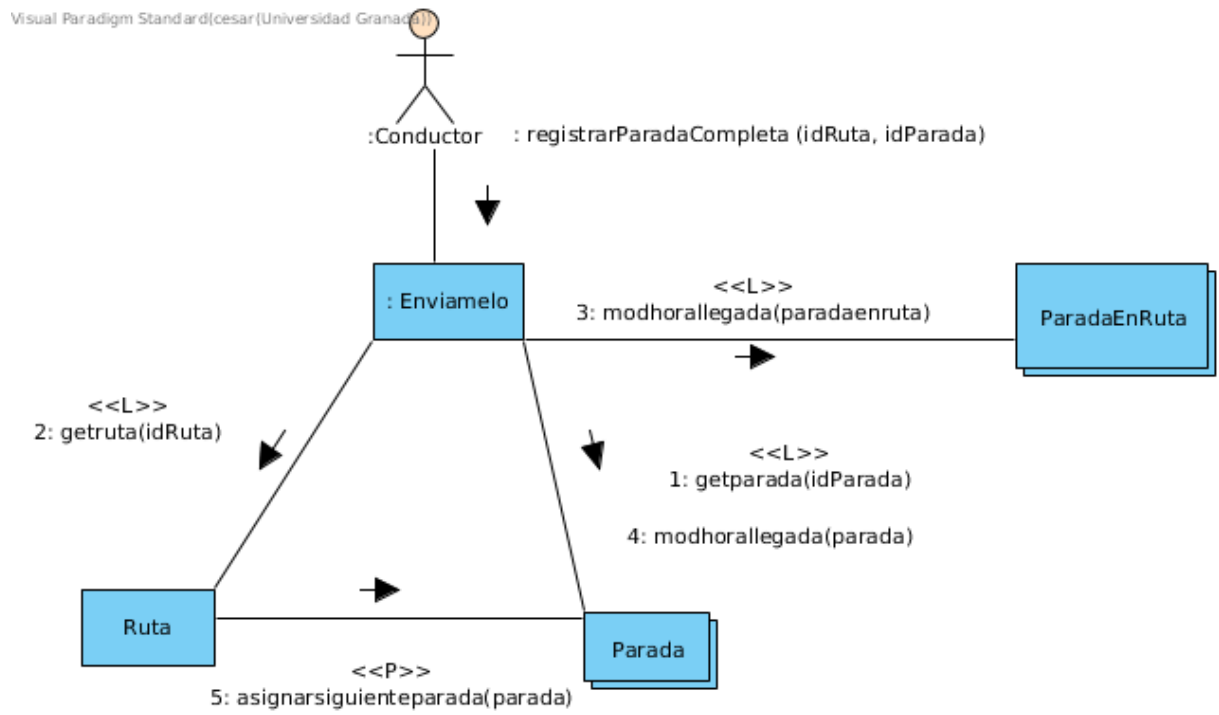 Visual Paradigm Standard(cesar(Universidad Granada))
:Conductor
: registrarParadaCompleta (idRuta, idParada)
: Enviamelo
<<L>>
3: modhorallegada(paradaenruta)
ParadaEnRuta
<<L>>
2: getruta(idRuta)
<<L>>
1: getparada(idParada)
4: modhorallegada(parada)
Ruta
Parada
<<P>>
5: asignarsiguienteparada(parada)